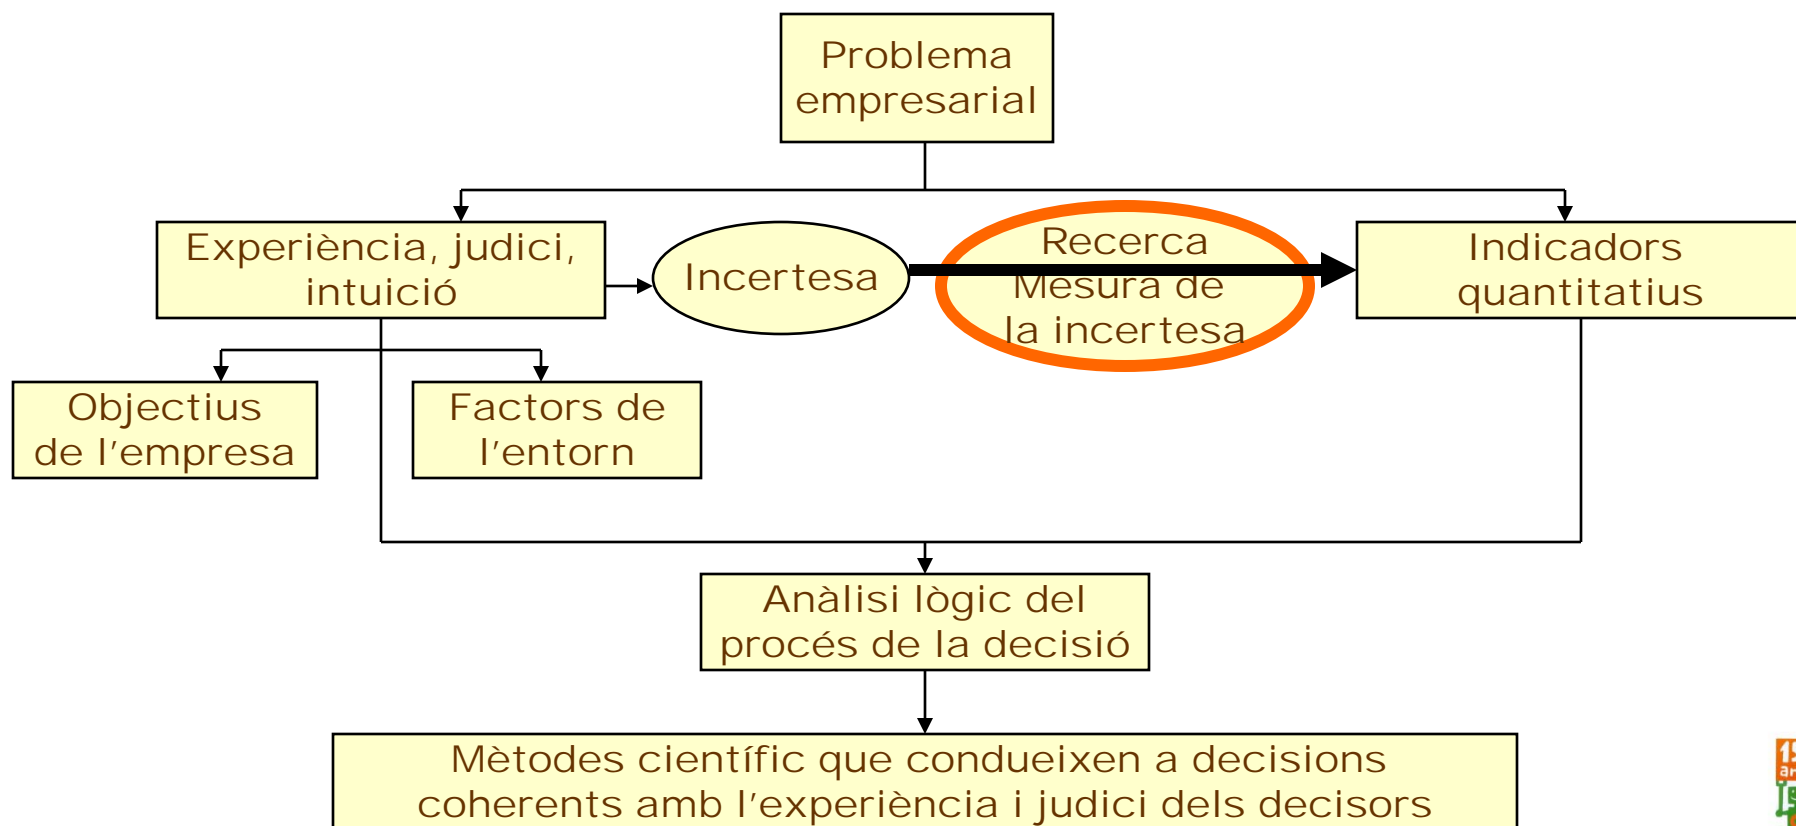 Problema
empresarial
Experiència, judici,
intuició
Incertesa
Recerca
Mesura de
la incertesa
Indicadors
quantitatius
Objectius
de l'empresa
Factors de
l'entorn
Anàlisi lògic del
procés de la decisió
Mètodes científic que condueixen a decisions
coherents amb l'experiència i judici dels decisors